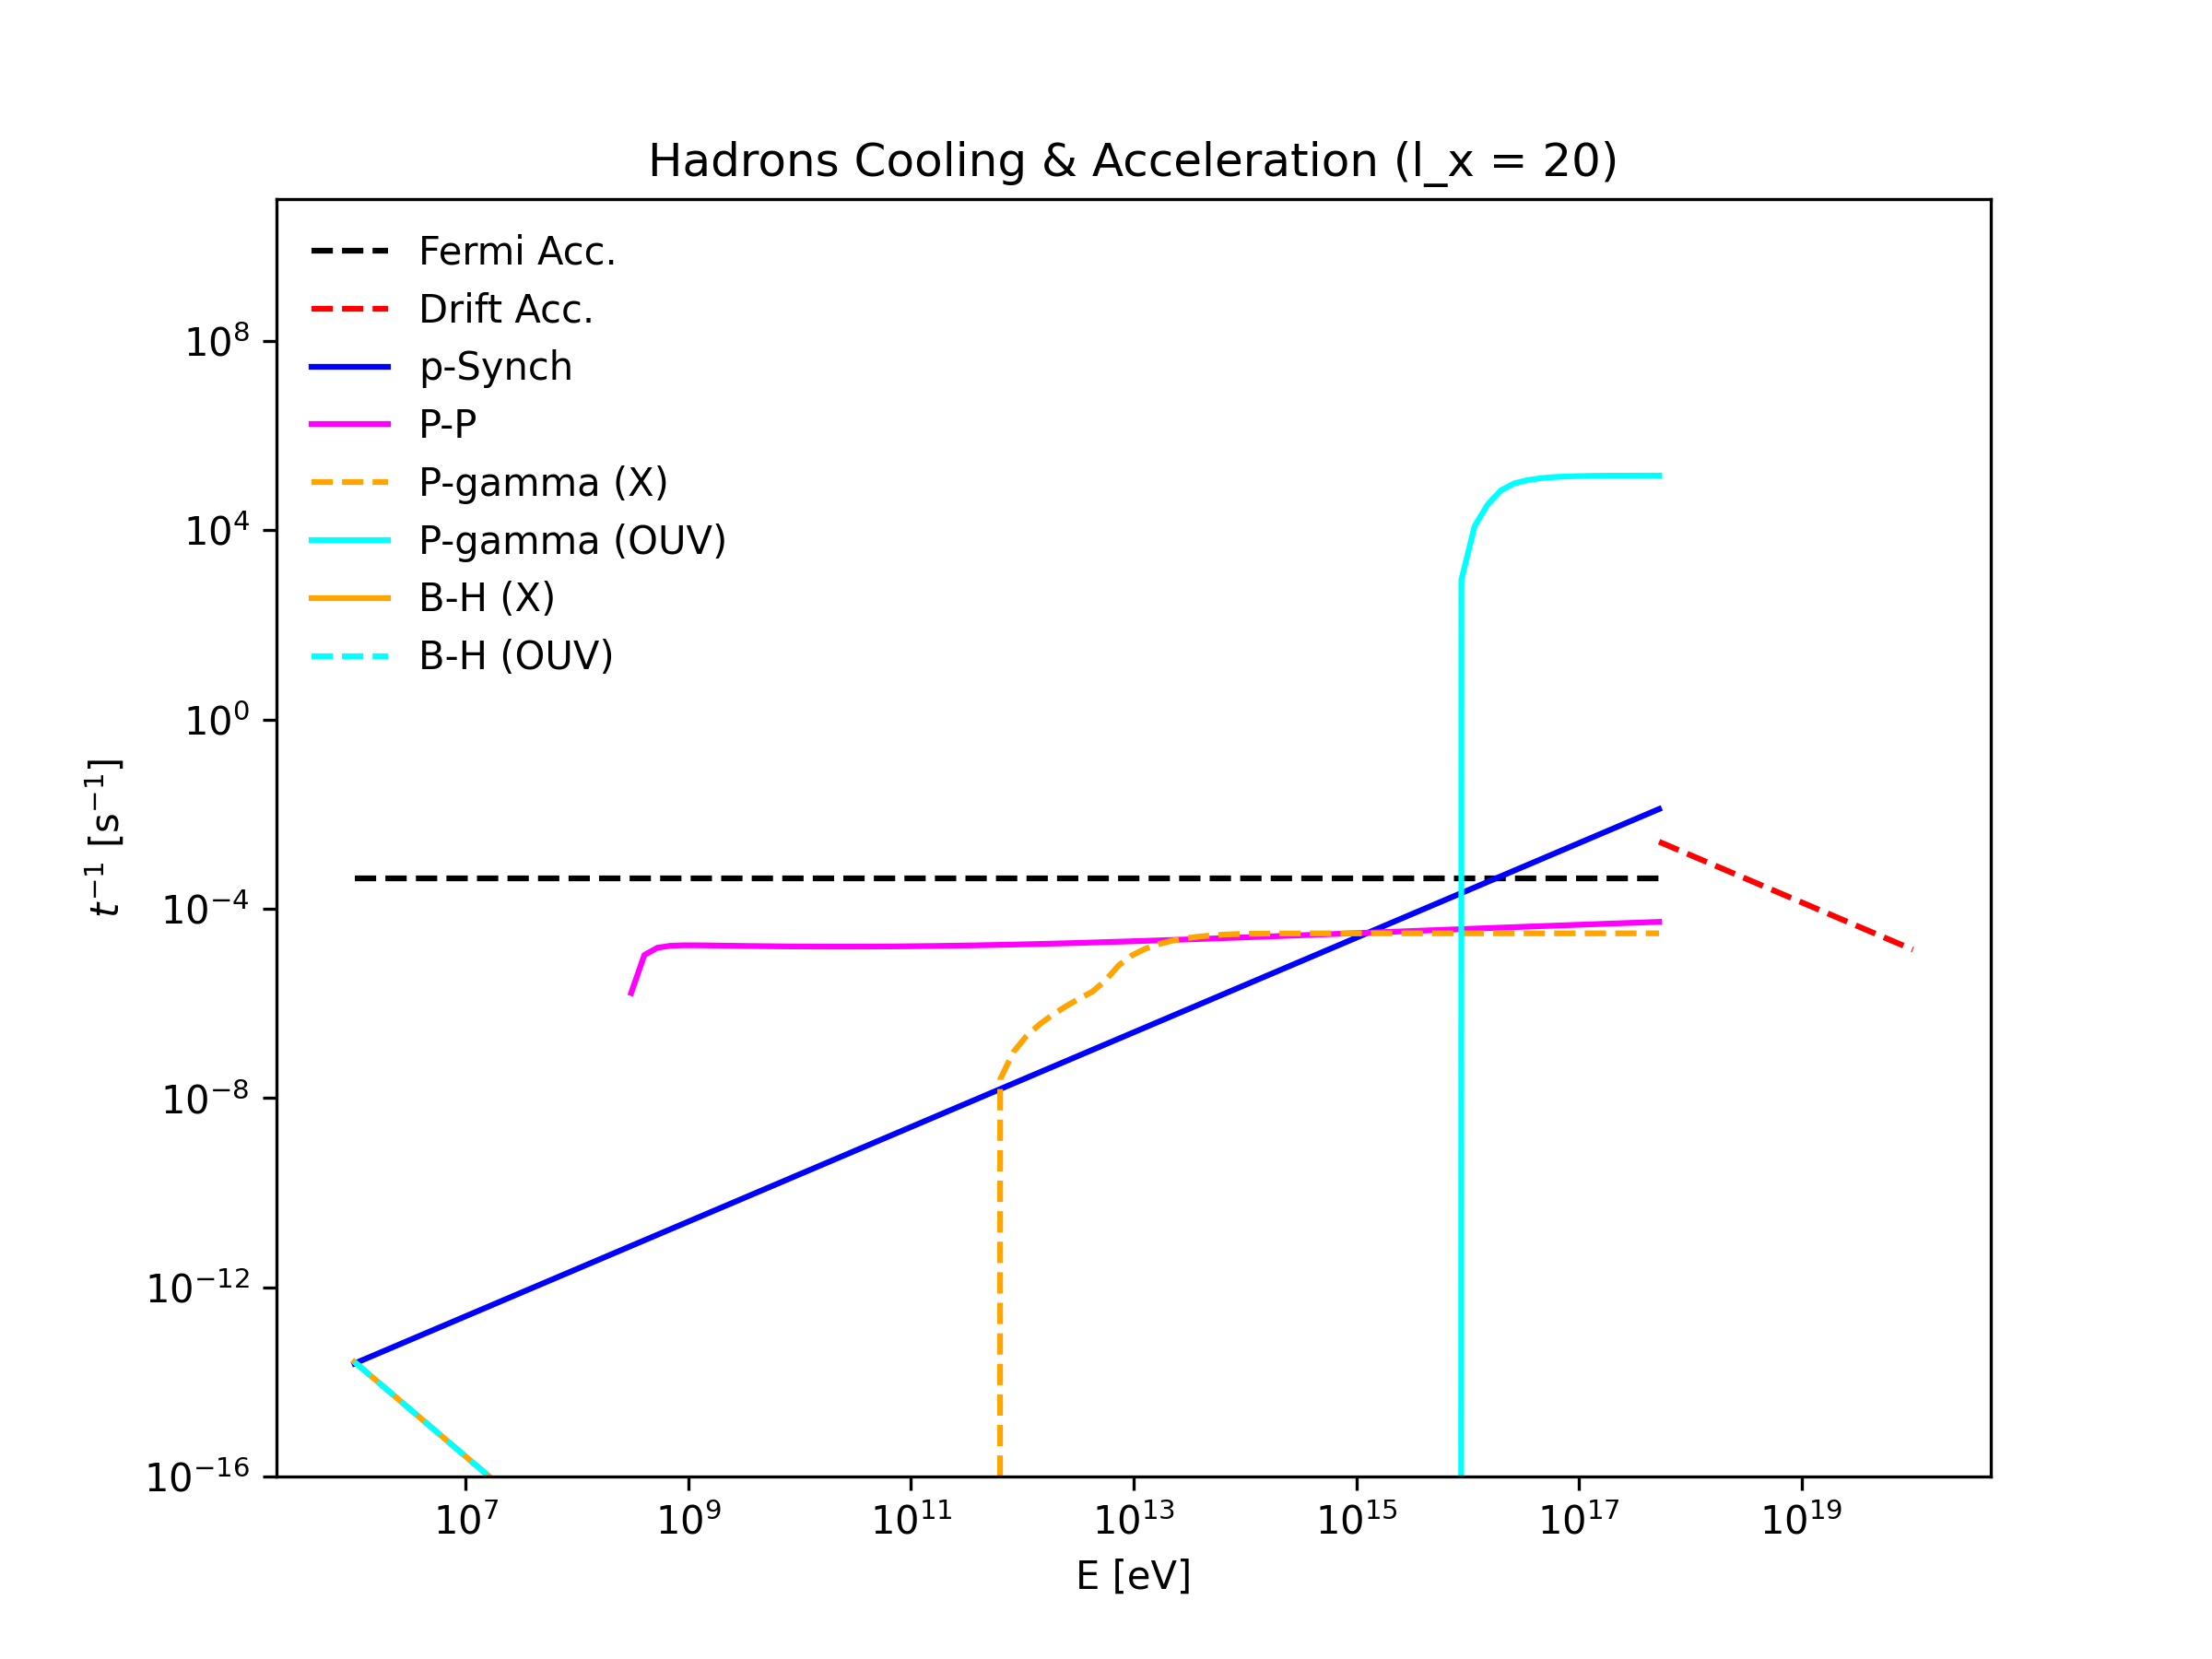 Hadrons Cooling & Acceleration (l_x = 20)
Fermi Acc.
Drift Acc.
p-Synch
P-P
P-gamma (X)
P-gamma (OUV)
B-H (X)
B-H (OUV)
10⁸
10⁴
10⁰
10⁻⁴
10⁻⁸
10⁻¹²
10⁻¹⁶
t⁻¹ [s⁻¹]
10⁷ 10⁹ 10¹¹ 10¹³ 10¹⁵ 10¹⁷ 10¹⁹
E [eV]